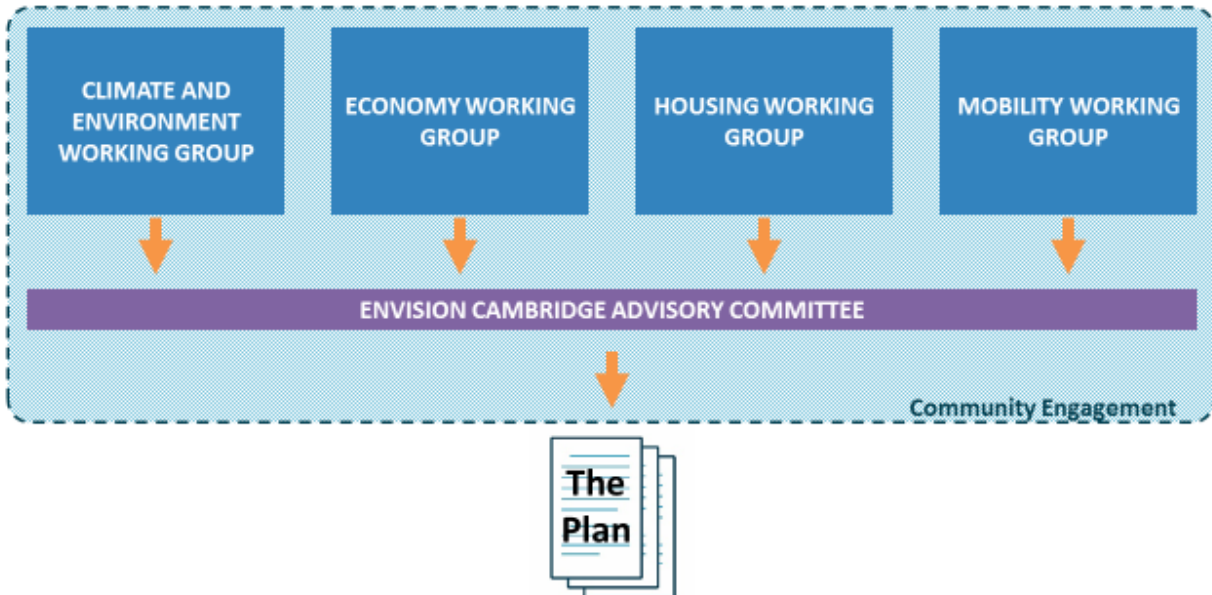 CLIMATE AND
ENVIRONMENT
WORKING GROUP
ECONOMY WORKING
GROUP
HOUSING WORKING
GROUP
MOBILITY WORKING
GROUP
ENVISION CAMBRIDGE ADVISORY COMMITTEE
Community Engagement
The
Plan